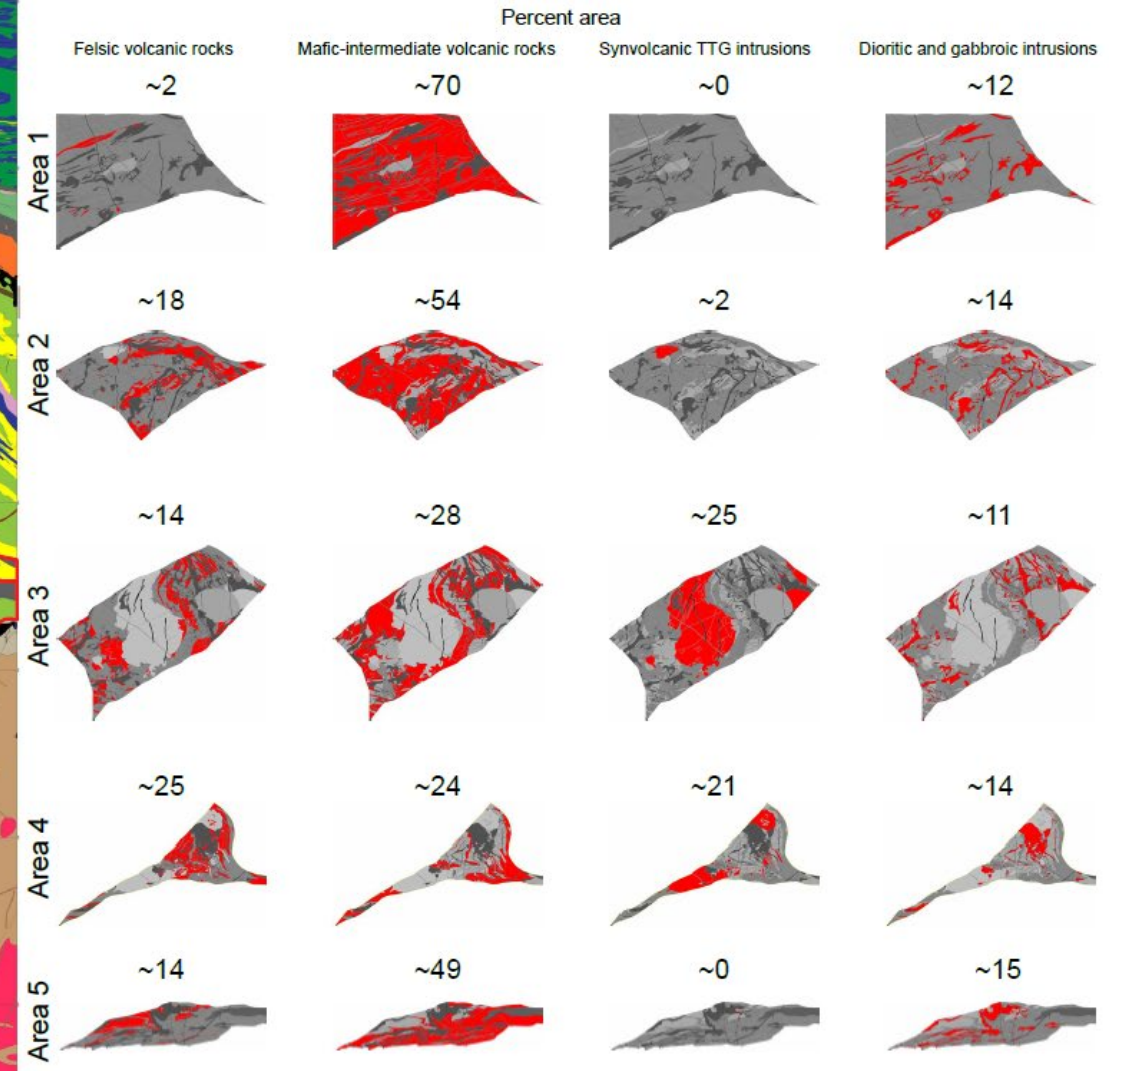 Percent area
Felsic volcanic rocks Mafic-intermediate volcanic rocks Synvolcanic TTG intrusions Dioritic and gabbroic intrusions
~2 ~70 ~0 ~12
Area 1
~18 ~54 ~2 ~14
Area 2
~14 ~28 ~25 ~11
Area 3
~25 ~24 ~21 ~14
Area 4
~14 ~49 ~0 ~15
Area 5